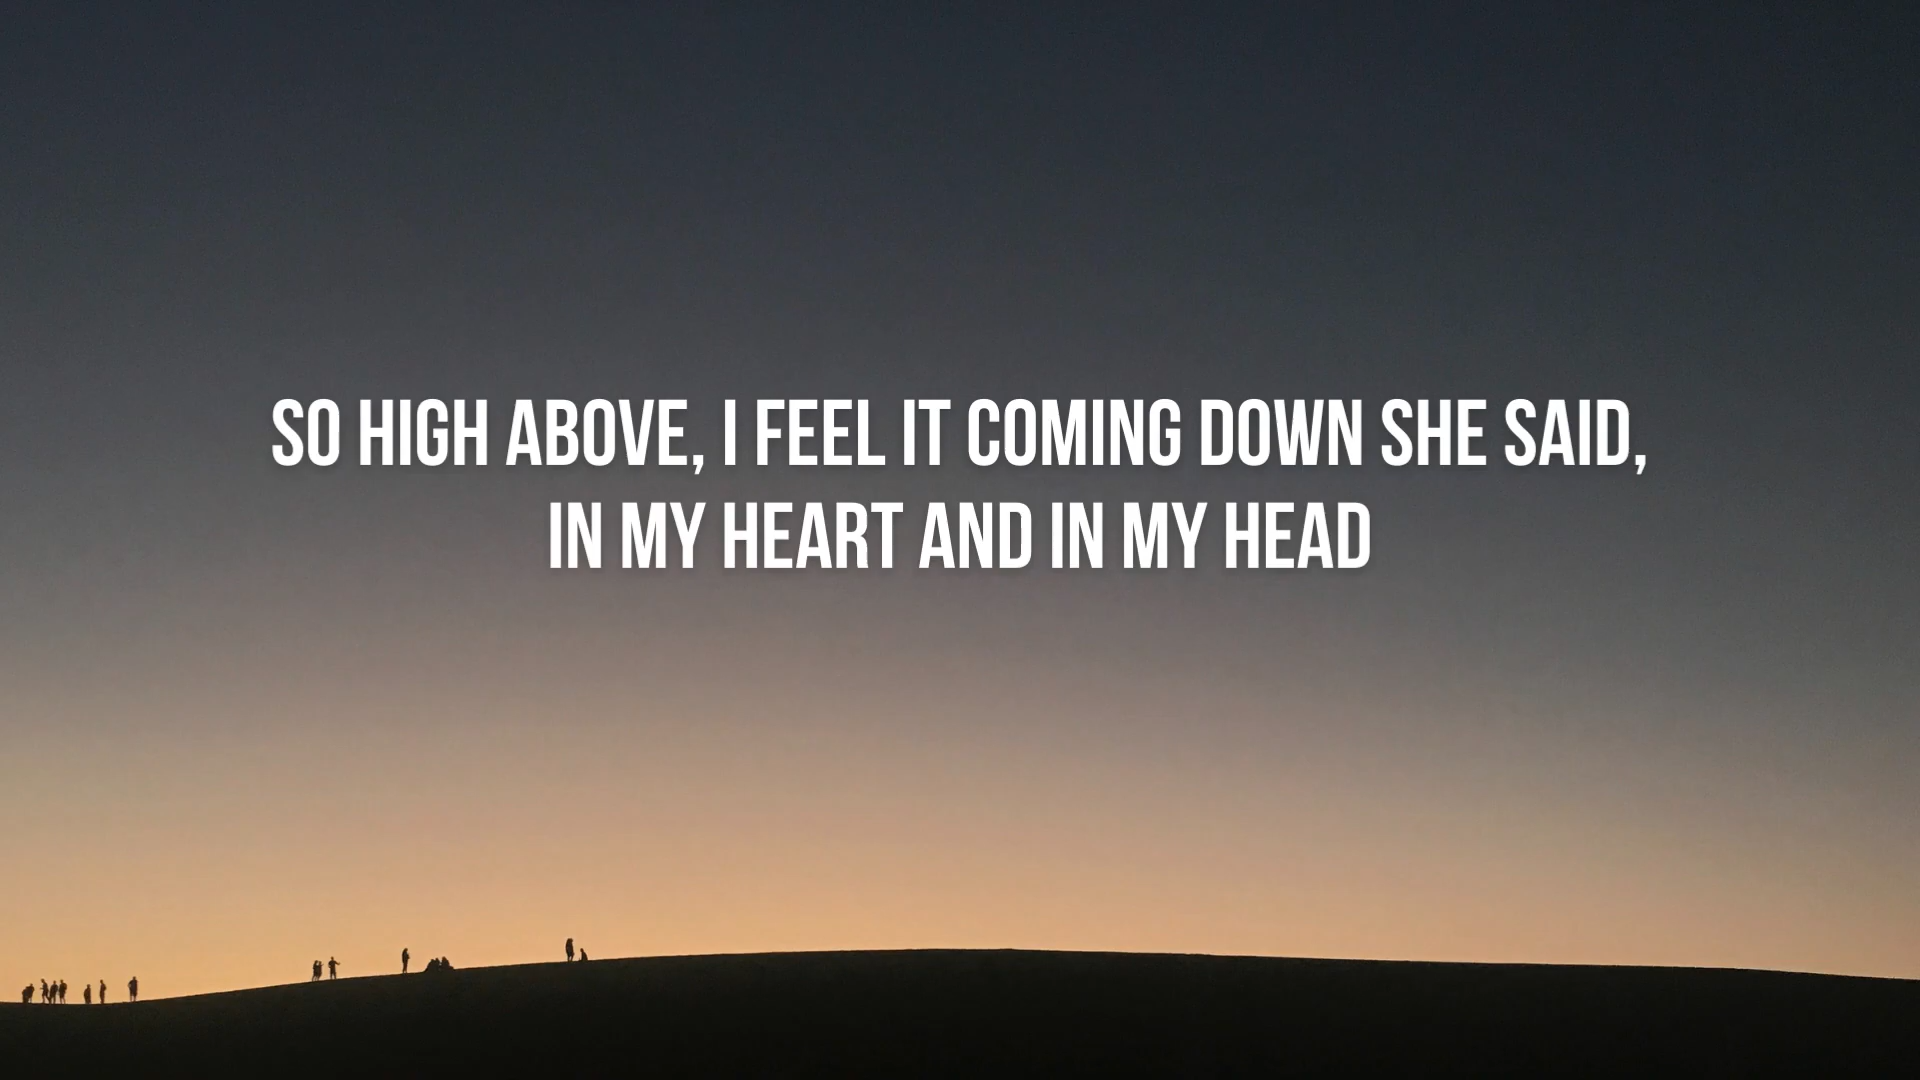 SO HIGH ABOVE, I FEEL IT COMING DOWN SHE SAID,
IN MY HEART AND IN MY HEAD